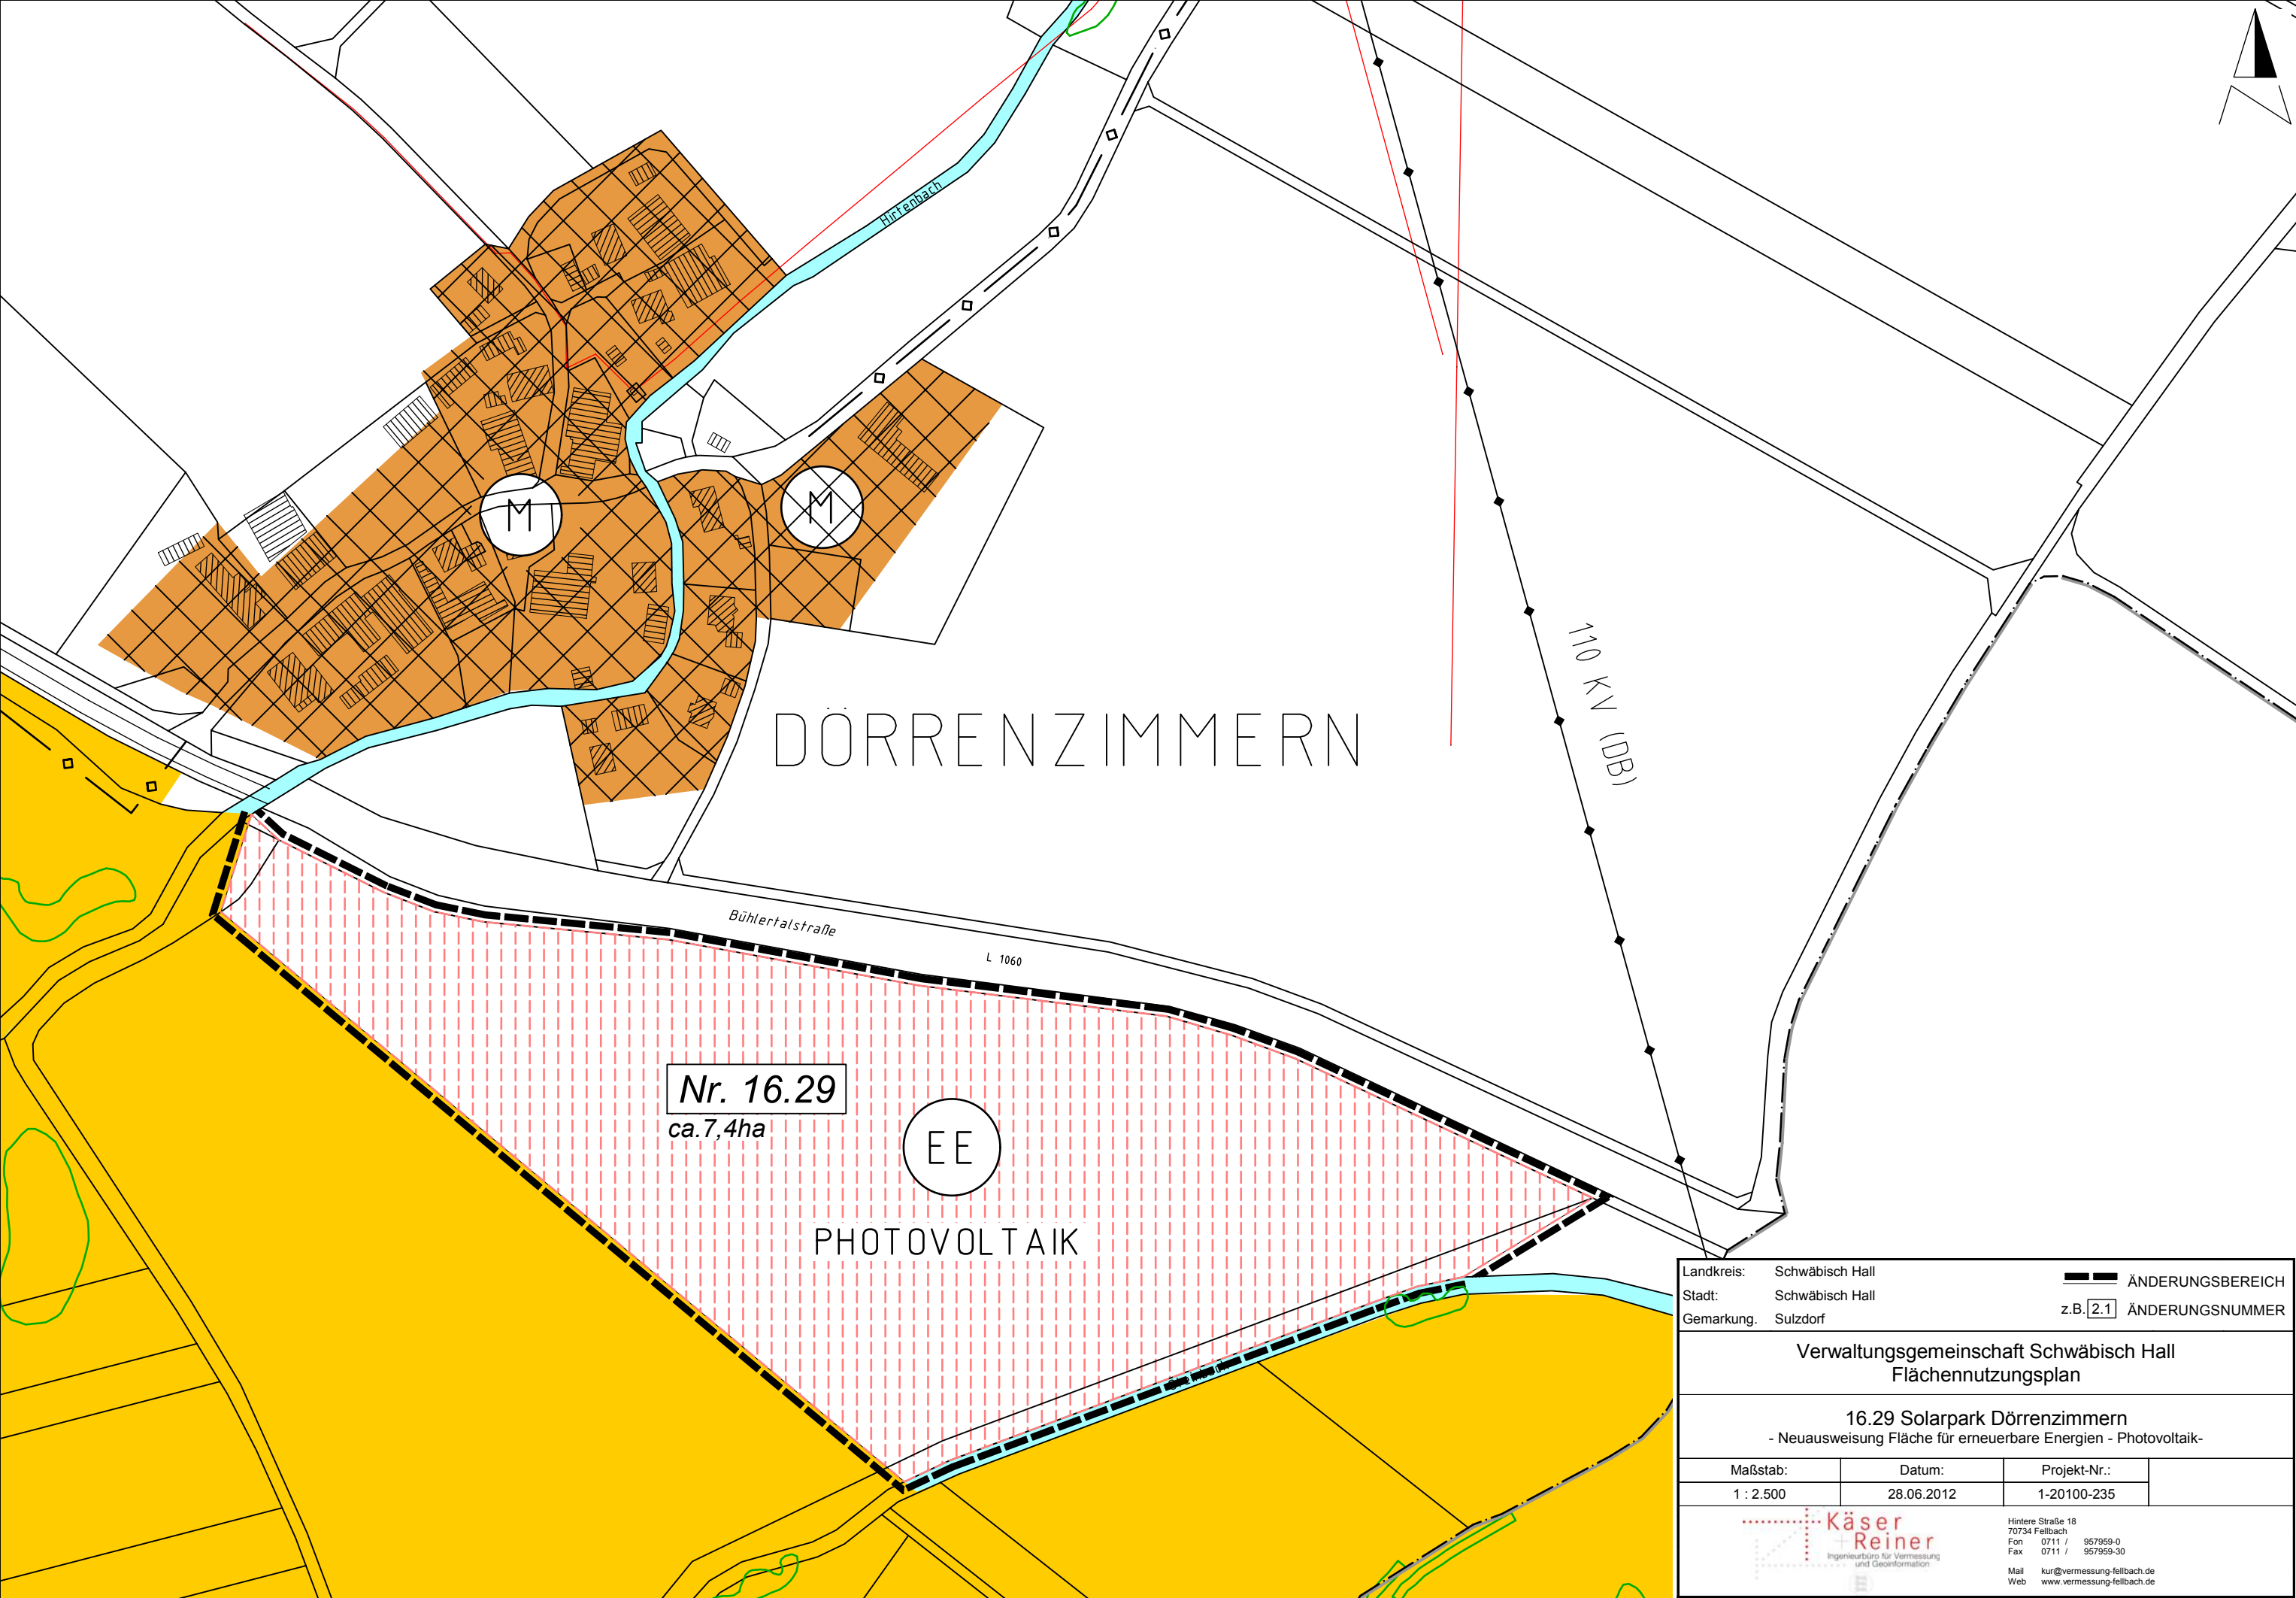 Hirtenbach
M
M
DÖRRENZIMMERN
110 KV (DB)
Bühlertalstraße
L 1060
Nr. 16.29
ca.7,4ha
EE
PHOTOVOLTAIK
Landkreis: Schwäbisch Hall
Stadt: Schwäbisch Hall
Gemarkung. Sulzdorf
ÄNDERUNGSBEREICH
z.B. 2.1 ÄNDERUNGSNUMMER
Verwaltungsgemeinschaft Schwäbisch Hall
Flächennutzungsplan
16.29 Solarpark Dörrenzimmern
- Neuausweisung Fläche für erneuerbare Energien - Photovoltaik-
Maßstab: Datum: Projekt-Nr.:
1 : 2.500 28.06.2012 1-20100-235
Käser
+ Reiner
Ingenieurbüro für Vermessung
und Geoinformation
Hintere Straße 18
70734 Fellbach
Fon 0711 / 957959-0
Fax 0711 / 957959-30
Mail kur@vermessung-fellbach.de
Web www.vermessung-fellbach.de